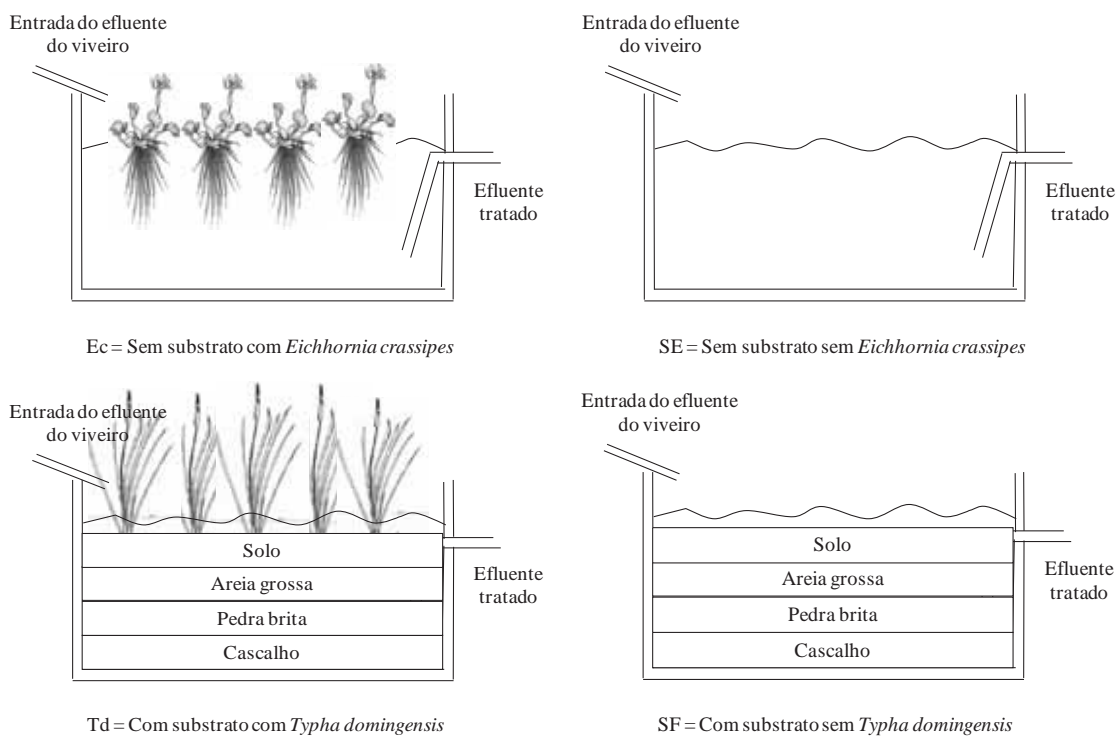 Entrada do efluente
do viveiro
Efluente
tratado
Ec = Sem substrato com Eichhornia crassipes
Entrada do efluente
do viveiro
Efluente
tratado
SE = Sem substrato sem Eichhornia crassipes
Entrada do efluente
do viveiro
Solo
Areia grossa
Pedra brita
Cascalho
Efluente
tratado
Td = Com substrato com Typha domingensis
Entrada do efluente
do viveiro
Solo
Areia grossa
Pedra brita
Cascalho
Efluente
tratado
SF = Com substrato sem Typha domingensis